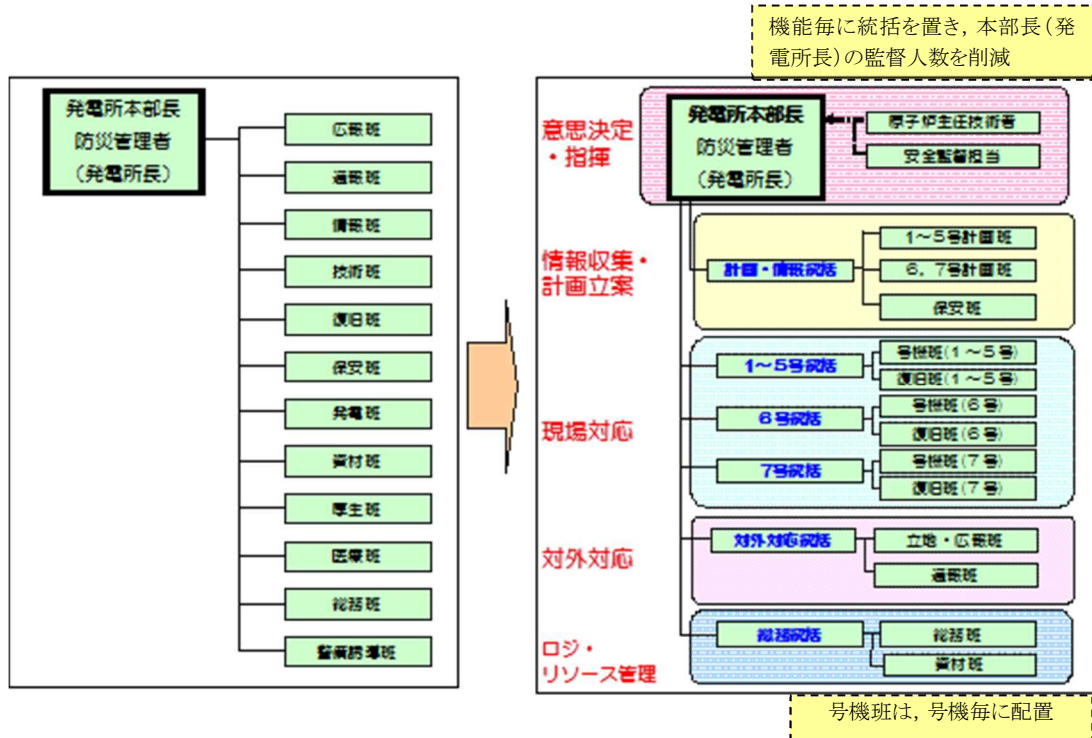 機能毎に統括を置き，本部長（発
電所長）の監督人数を削減
発電所本部長
防災管理者
（発電所長）
広報班
通報班
情報班
技術班
復旧班
保安班
発電班
資材班
厚生班
医療班
総務班
警備誘導班
意思決定
・指揮
発電所本部長
防災管理者
（発電所長）
原子炉主任技術者
安全監督担当
情報収集・
計画立案
計画・情報統括
1～5号計画班
6，7号計画班
保安班
現場対応
1～5号統括
号機班(1～5号)
復旧班(1～5号)
6号統括
号機班(6号)
復旧班(6号)
7号統括
号機班(7号)
復旧班(7号)
対外対応
対外対応統括
立地・広報班
通報班
ロジ・
リソース管理
総務統括
総務班
資材班
号機班は，号機毎に配置